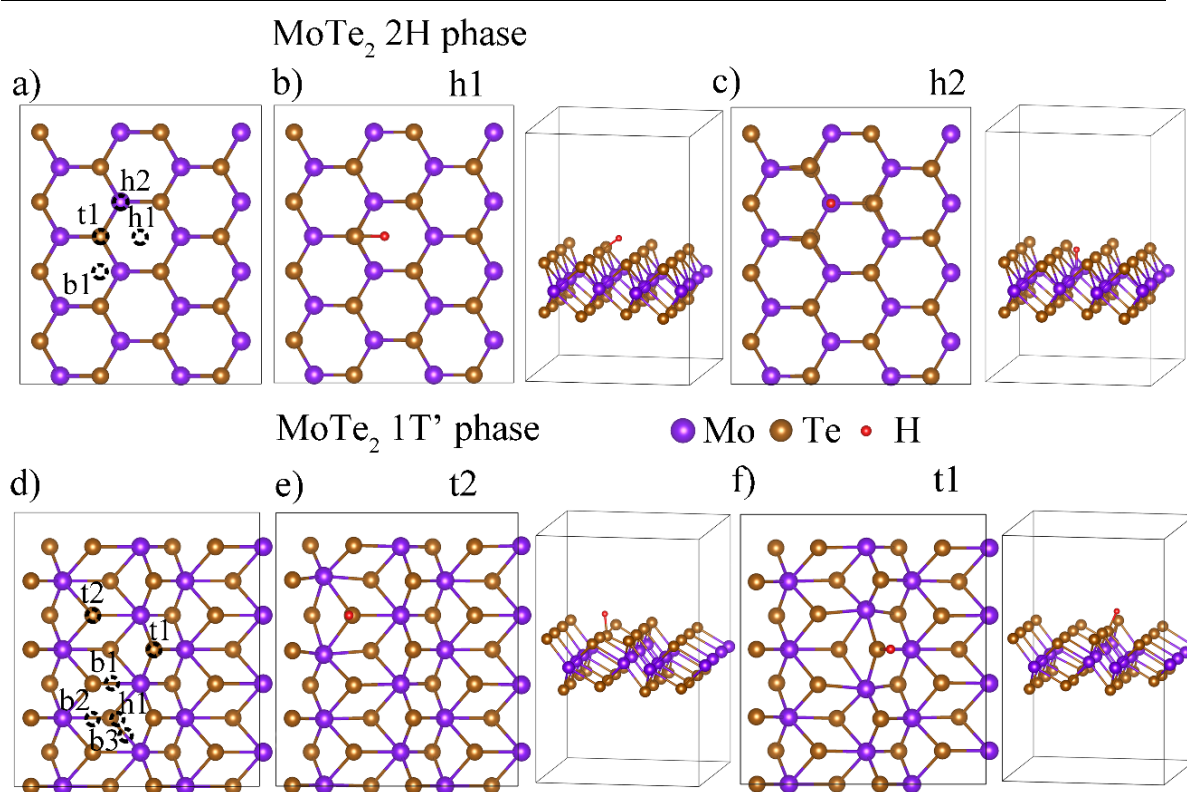 MoTe₂ 2H phase
a) b) h1 c) h2
h2
t1 h1
b1
MoTe₂ 1T’ phase Mo Te H
d) e) t2 f) t1
t2
t1
b1
b2 h1
b3